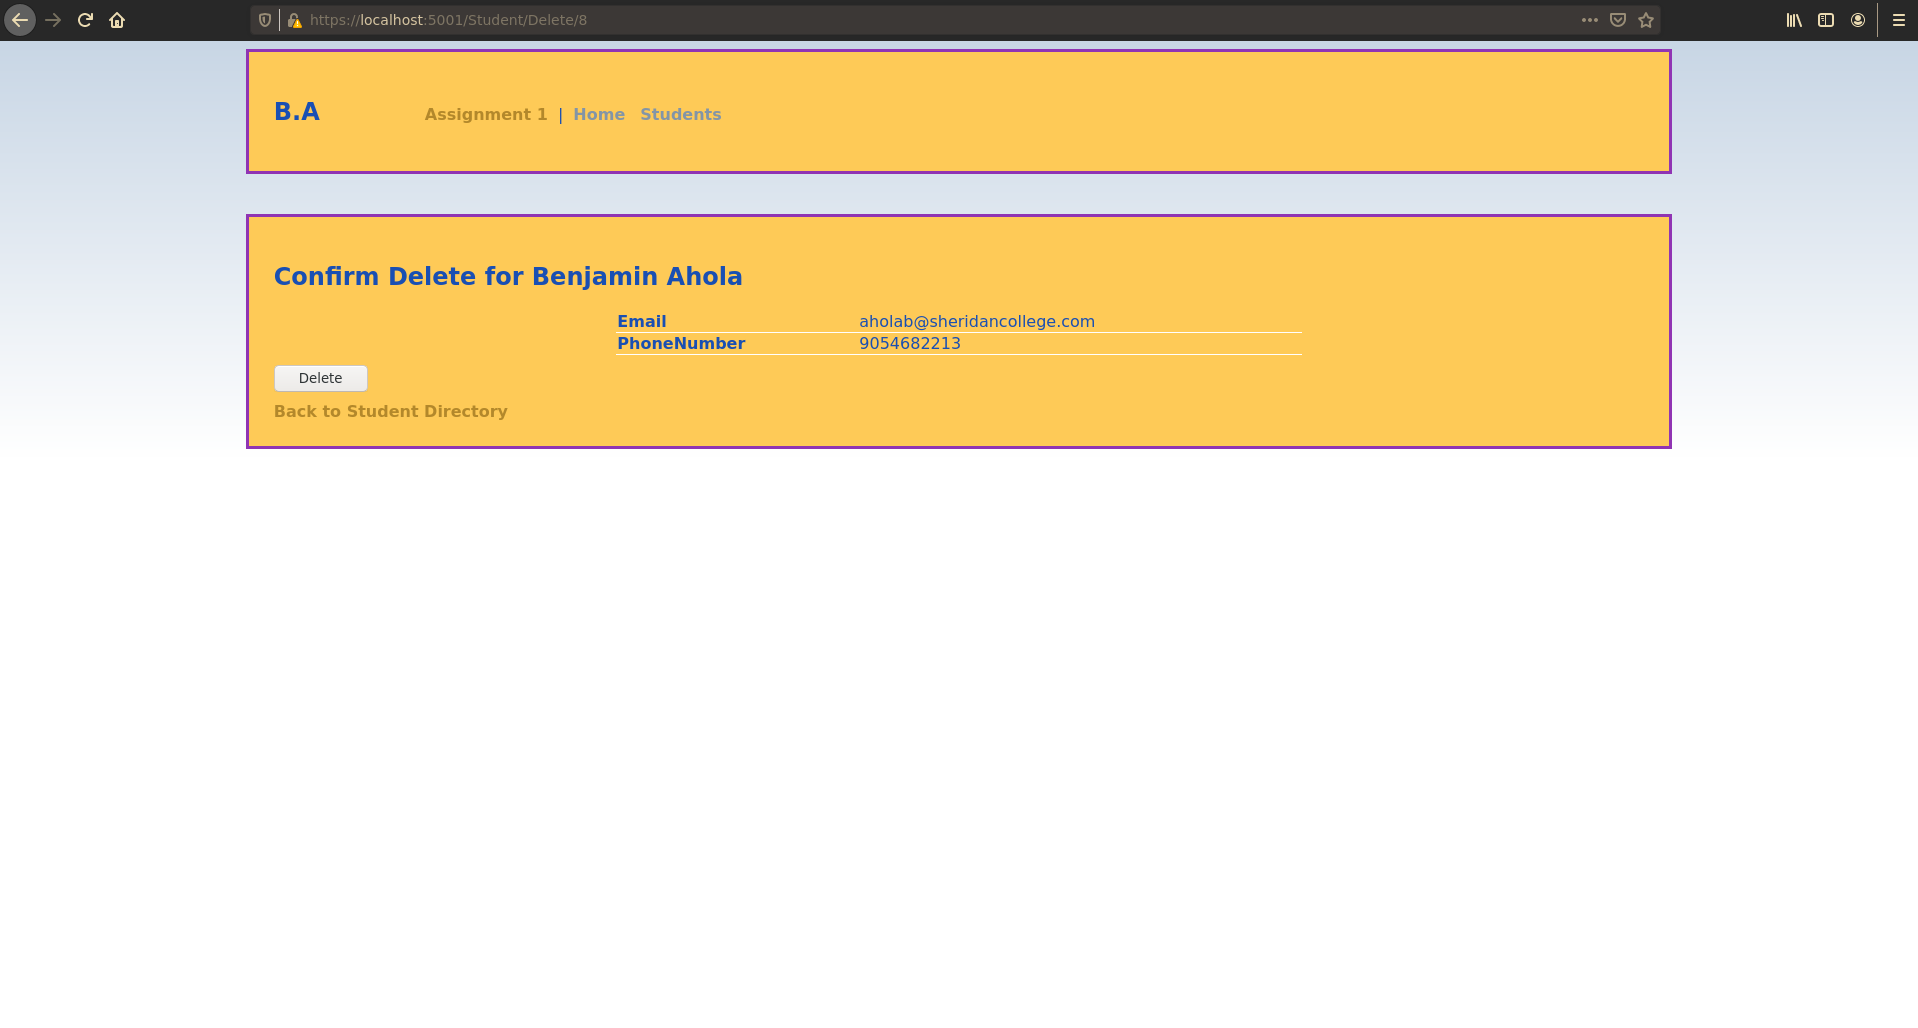 https://localhost:5001/Student/Delete/8
B.A Assignment 1 | Home Students
Confirm Delete for Benjamin Ahola
Email aholab@sheridancollege.com
PhoneNumber 9054682213
Delete
Back to Student Directory